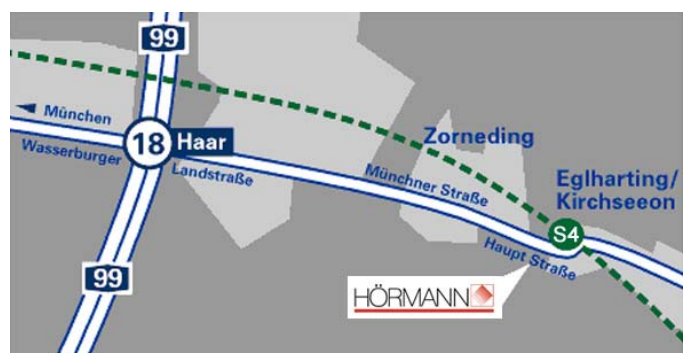 99
München
18 Haar
Wasserburger
Landstraße
Zorneding
Münchner Straße
Eglharting/
Kirchseeon
S4
Haupt Straße
99
HÖRMANN